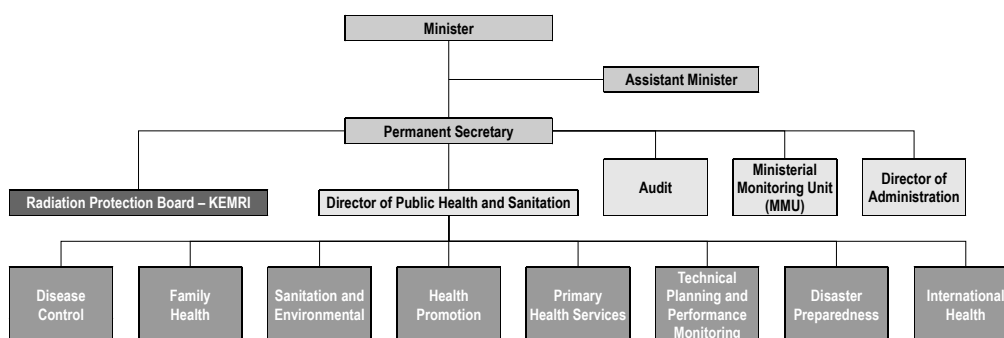 Minister
Assistant Minister
Permanent Secretary
Radiation Protection Board – KEMRI
Director of Public Health and Sanitation
Audit
Ministerial
Monitoring Unit
(MMU)
Director of
Administration
Disease
Control
Family
Health
Sanitation and
Environmental
Health
Promotion
Primary
Health Services
Technical
Planning and
Performance
Monitoring
Disaster
Preparedness
International
Health